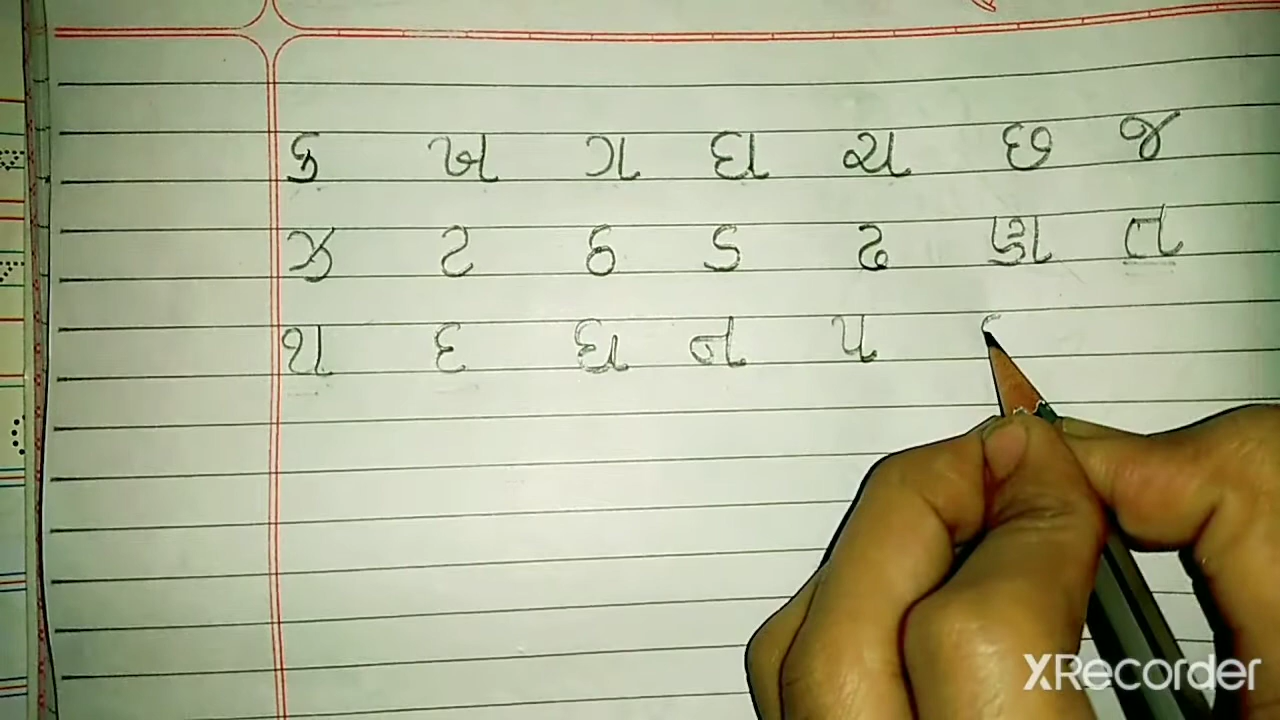 ક ખ ગ ઘ ચ છ જ
ઝ ટ ઠ ડ ઢ ણ ત
થ દ ધ ન પ
XRecorder